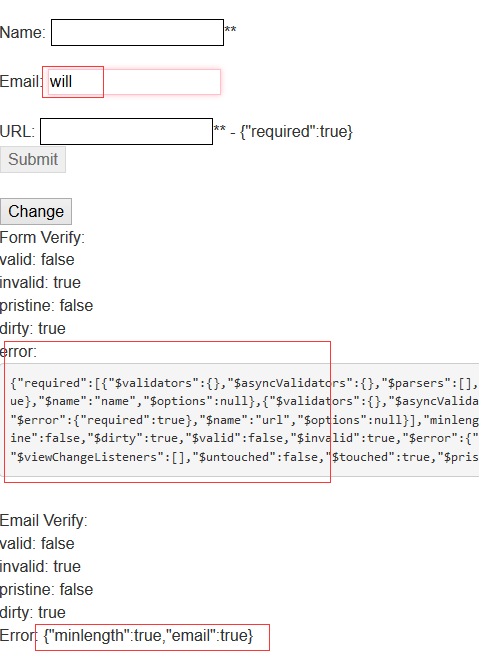 Name: **
Email: will
URL: ** - {"required":true}
Submit
Change
Form Verify:
valid: false
invalid: true
pristine: false
dirty: true
error:
{"required":[{"$validators":{},"$asyncValidators":{},"$parsers":[],
ue},"$name":"name","$options":null},{"$validators":{},"$asyncValida
"$error":{"required":true},"$name":"url","$options":null}],"minleng
ine":false,"$dirty":true,"$valid":false,"$invalid":true,"$error":{"
"$viewChangeListeners":[],"$untouched":false,"$touched":true,"$pris
Email Verify:
valid: false
invalid: true
pristine: false
dirty: true
Error: {"minlength":true,"email":true}